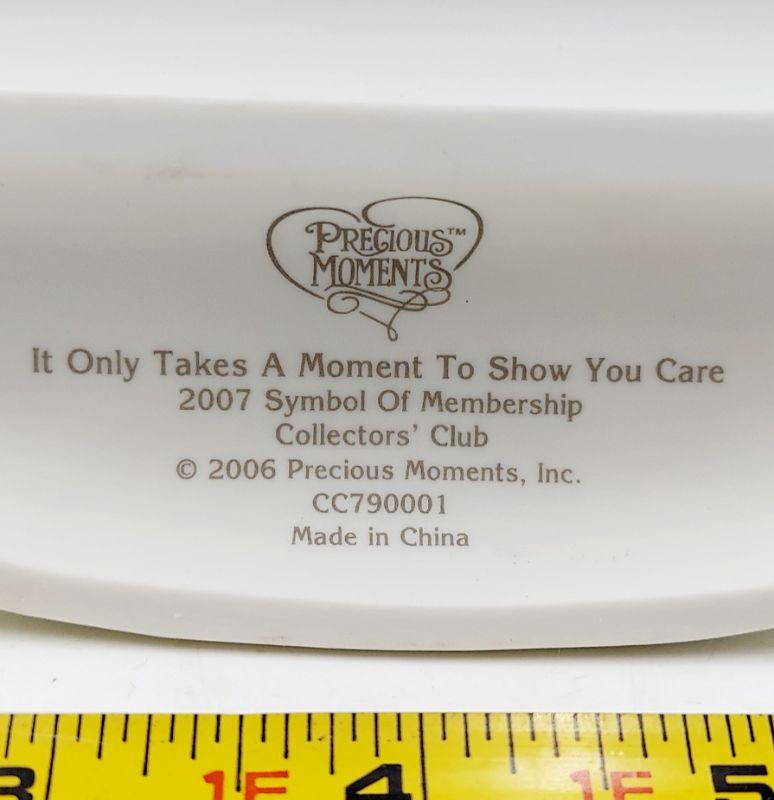 PRECIOUS™
MOMENTS
It Only Takes A Moment To Show You Care
2007 Symbol Of Membership
Collectors' Club
© 2006 Precious Moments, Inc.
CC790001
Made in China
3 4 5